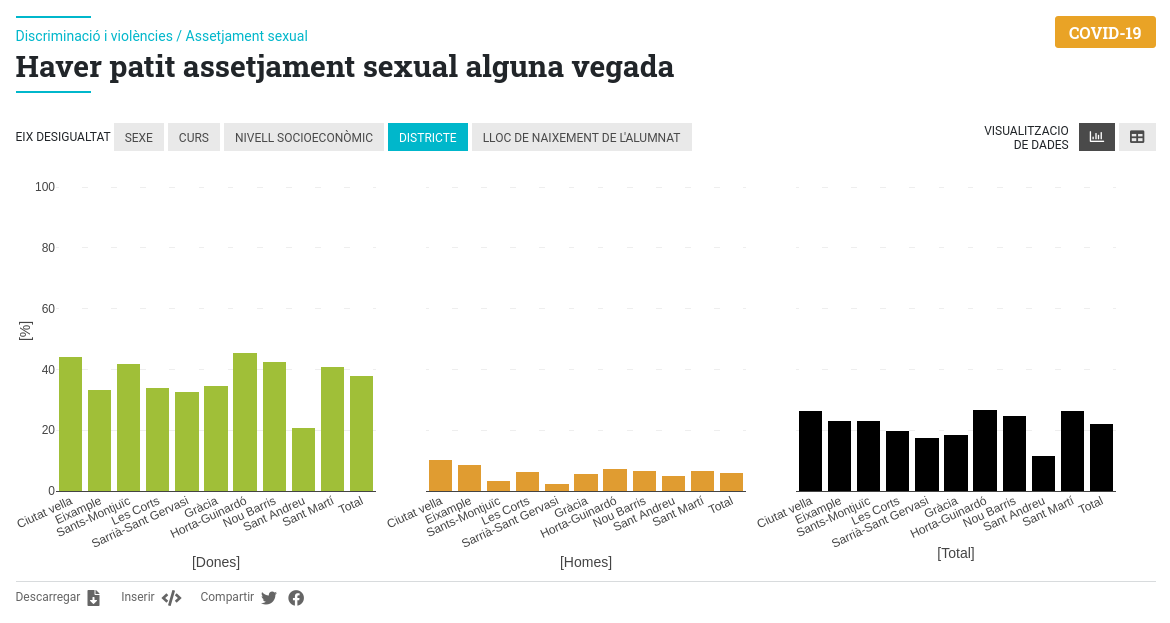 Discriminació i violències / Assetjament sexual
COVID-19
Haver patit assetjament sexual alguna vegada
EIX DESIGUALTAT SEXE CURS NIVELL SOCIOECONÒMIC DISTRICTE LLOC DE NAIXEMENT DE L'ALUMNAT
VISUALITZACIO
DE DADES
100
80
60
40
20
0
[%]
Ciutat vella Eixample Sants-Montjuïc Les Corts Sarrià-Sant Gervasi Gràcia Horta-Guinardó Nou Barris Sant Andreu Sant Martí Total
[Dones]
Ciutat vella Eixample Sants-Montjuïc Les Corts Sarrià-Sant Gervasi Gràcia Horta-Guinardó Nou Barris Sant Andreu Sant Martí Total
[Homes]
Ciutat vella Eixample Sants-Montjuïc Les Corts Sarrià-Sant Gervasi Gràcia Horta-Guinardó Nou Barris Sant Andreu Sant Martí Total
[Total]
Descarregar Inserir Compartir